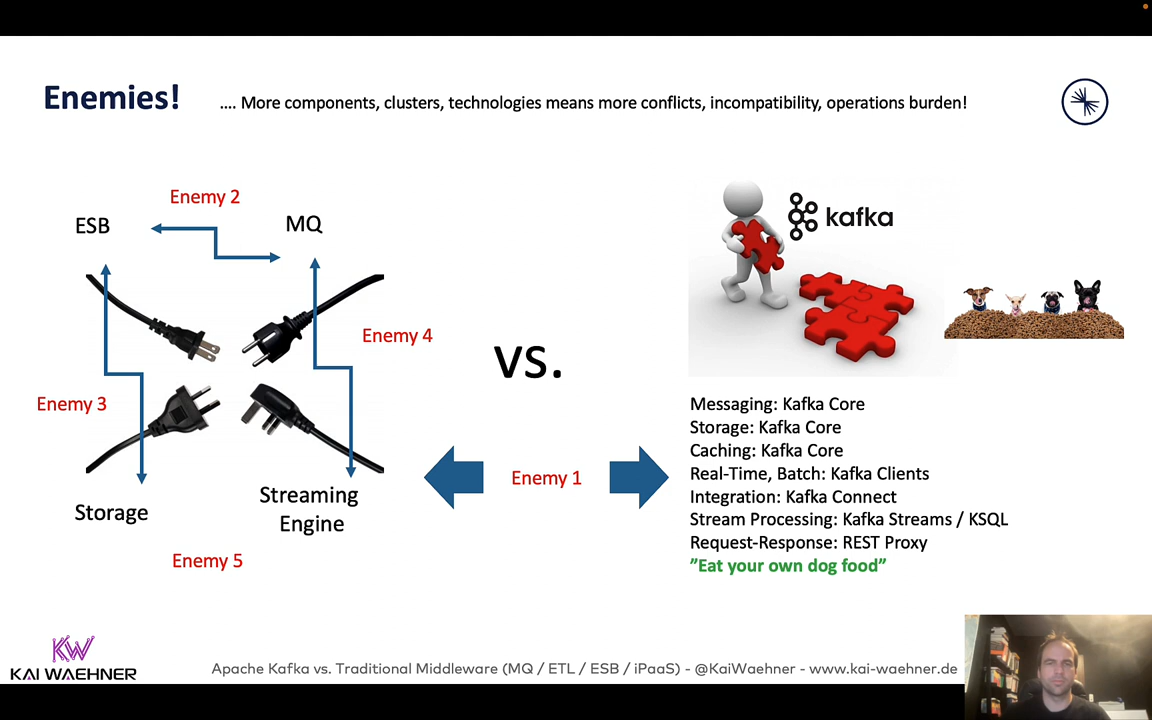 Enemies!
.... More components, clusters, technologies means more conflicts, incompatibility, operations burden!
Enemy 2
ESB
MQ
Enemy 4
Enemy 3
Storage
Streaming
Engine
Enemy 5
vs.
Enemy 1
kafka
Messaging: Kafka Core
Storage: Kafka Core
Caching: Kafka Core
Real-Time, Batch: Kafka Clients
Integration: Kafka Connect
Stream Processing: Kafka Streams / KSQL
Request-Response: REST Proxy
”Eat your own dog food”
KW
KAI WAEHNER
Apache Kafka vs. Traditional Middleware (MQ / ETL / ESB / iPaaS) - @KaiWaehner - www.kai-waehner.de